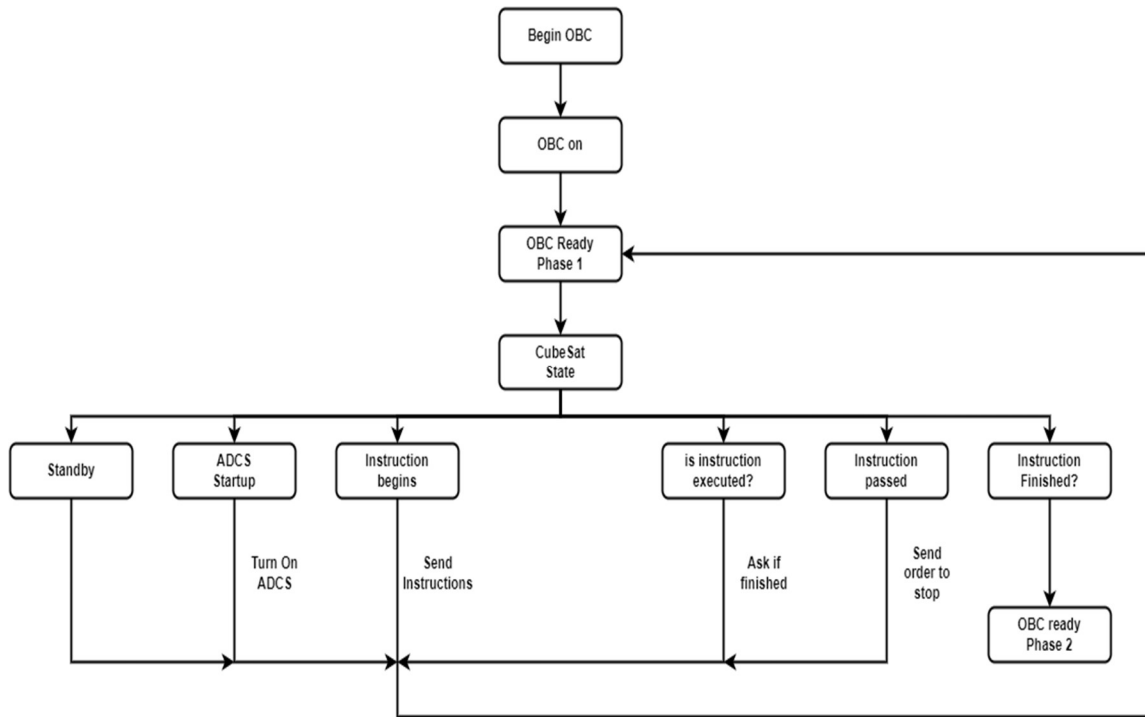 Begin OBC
OBC on
OBC Ready
Phase 1
CubeSat
State
Standby
ADCS
Startup
Instruction
begins
is instruction
executed?
Instruction
passed
Instruction
Finished?
Turn On
ADCS
Send
Instructions
Ask if
finished
Send
order to
stop
OBC ready
Phase 2